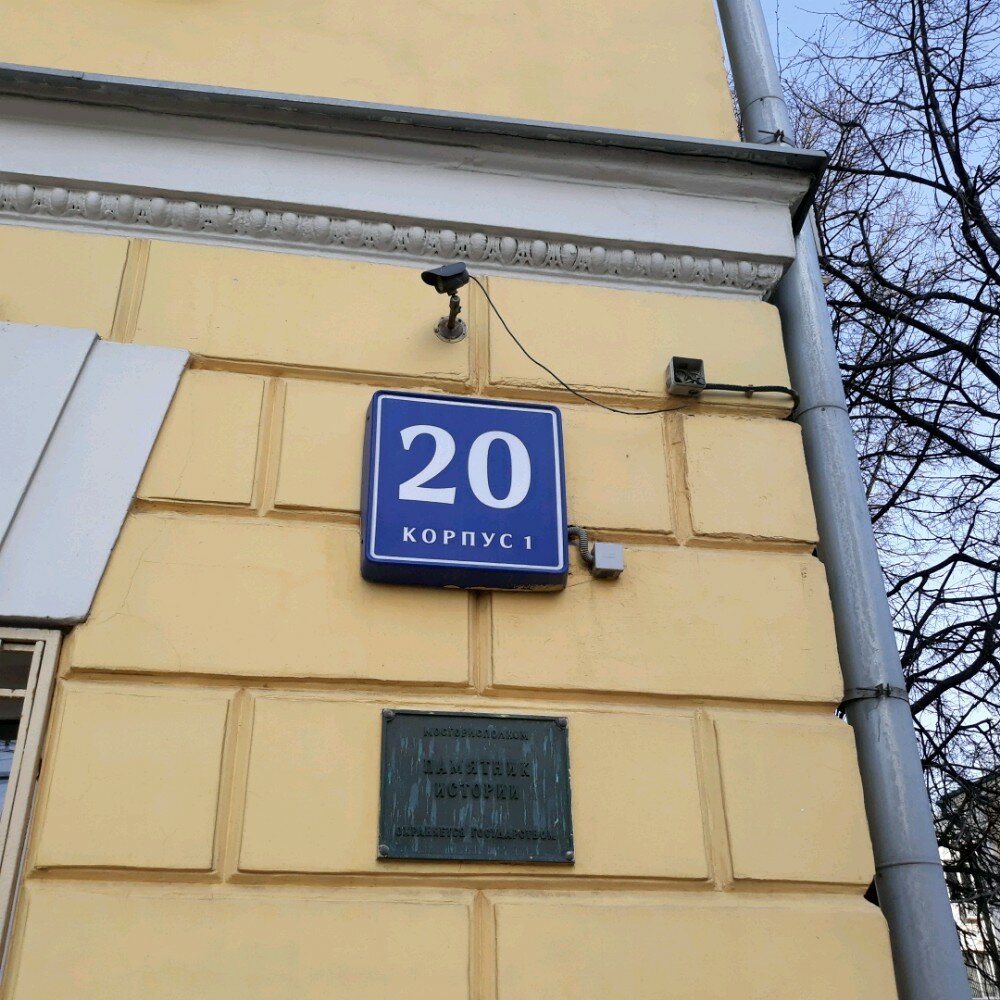 20
КОРПУС 1
МОСГОРИСПОЛКОМ
ПАМЯТНИК
ИСТОРИИ
ОХРАНЯЕТСЯ ГОСУДАРСТВОМ